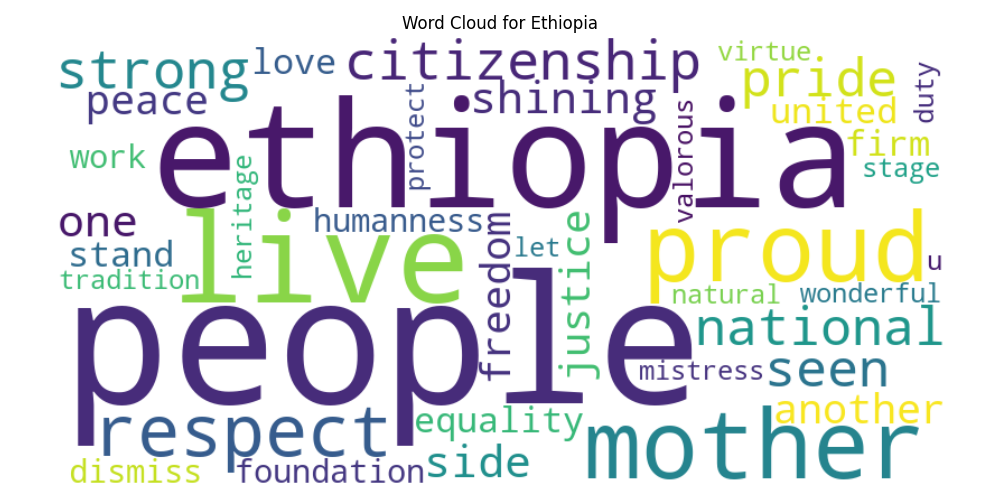 Word Cloud for Ethiopia
strong
love
citizenship
virtue
pride
duty
peace
protect
shining
valorous
united
ethiopia
firm
work
stage
heritage
one
live
humanness
freedom
let
justice
proud
stand
u
tradition
natural
wonderful
people
national
mistress
seen
respect
equality
mother
another
dismiss
foundation
side